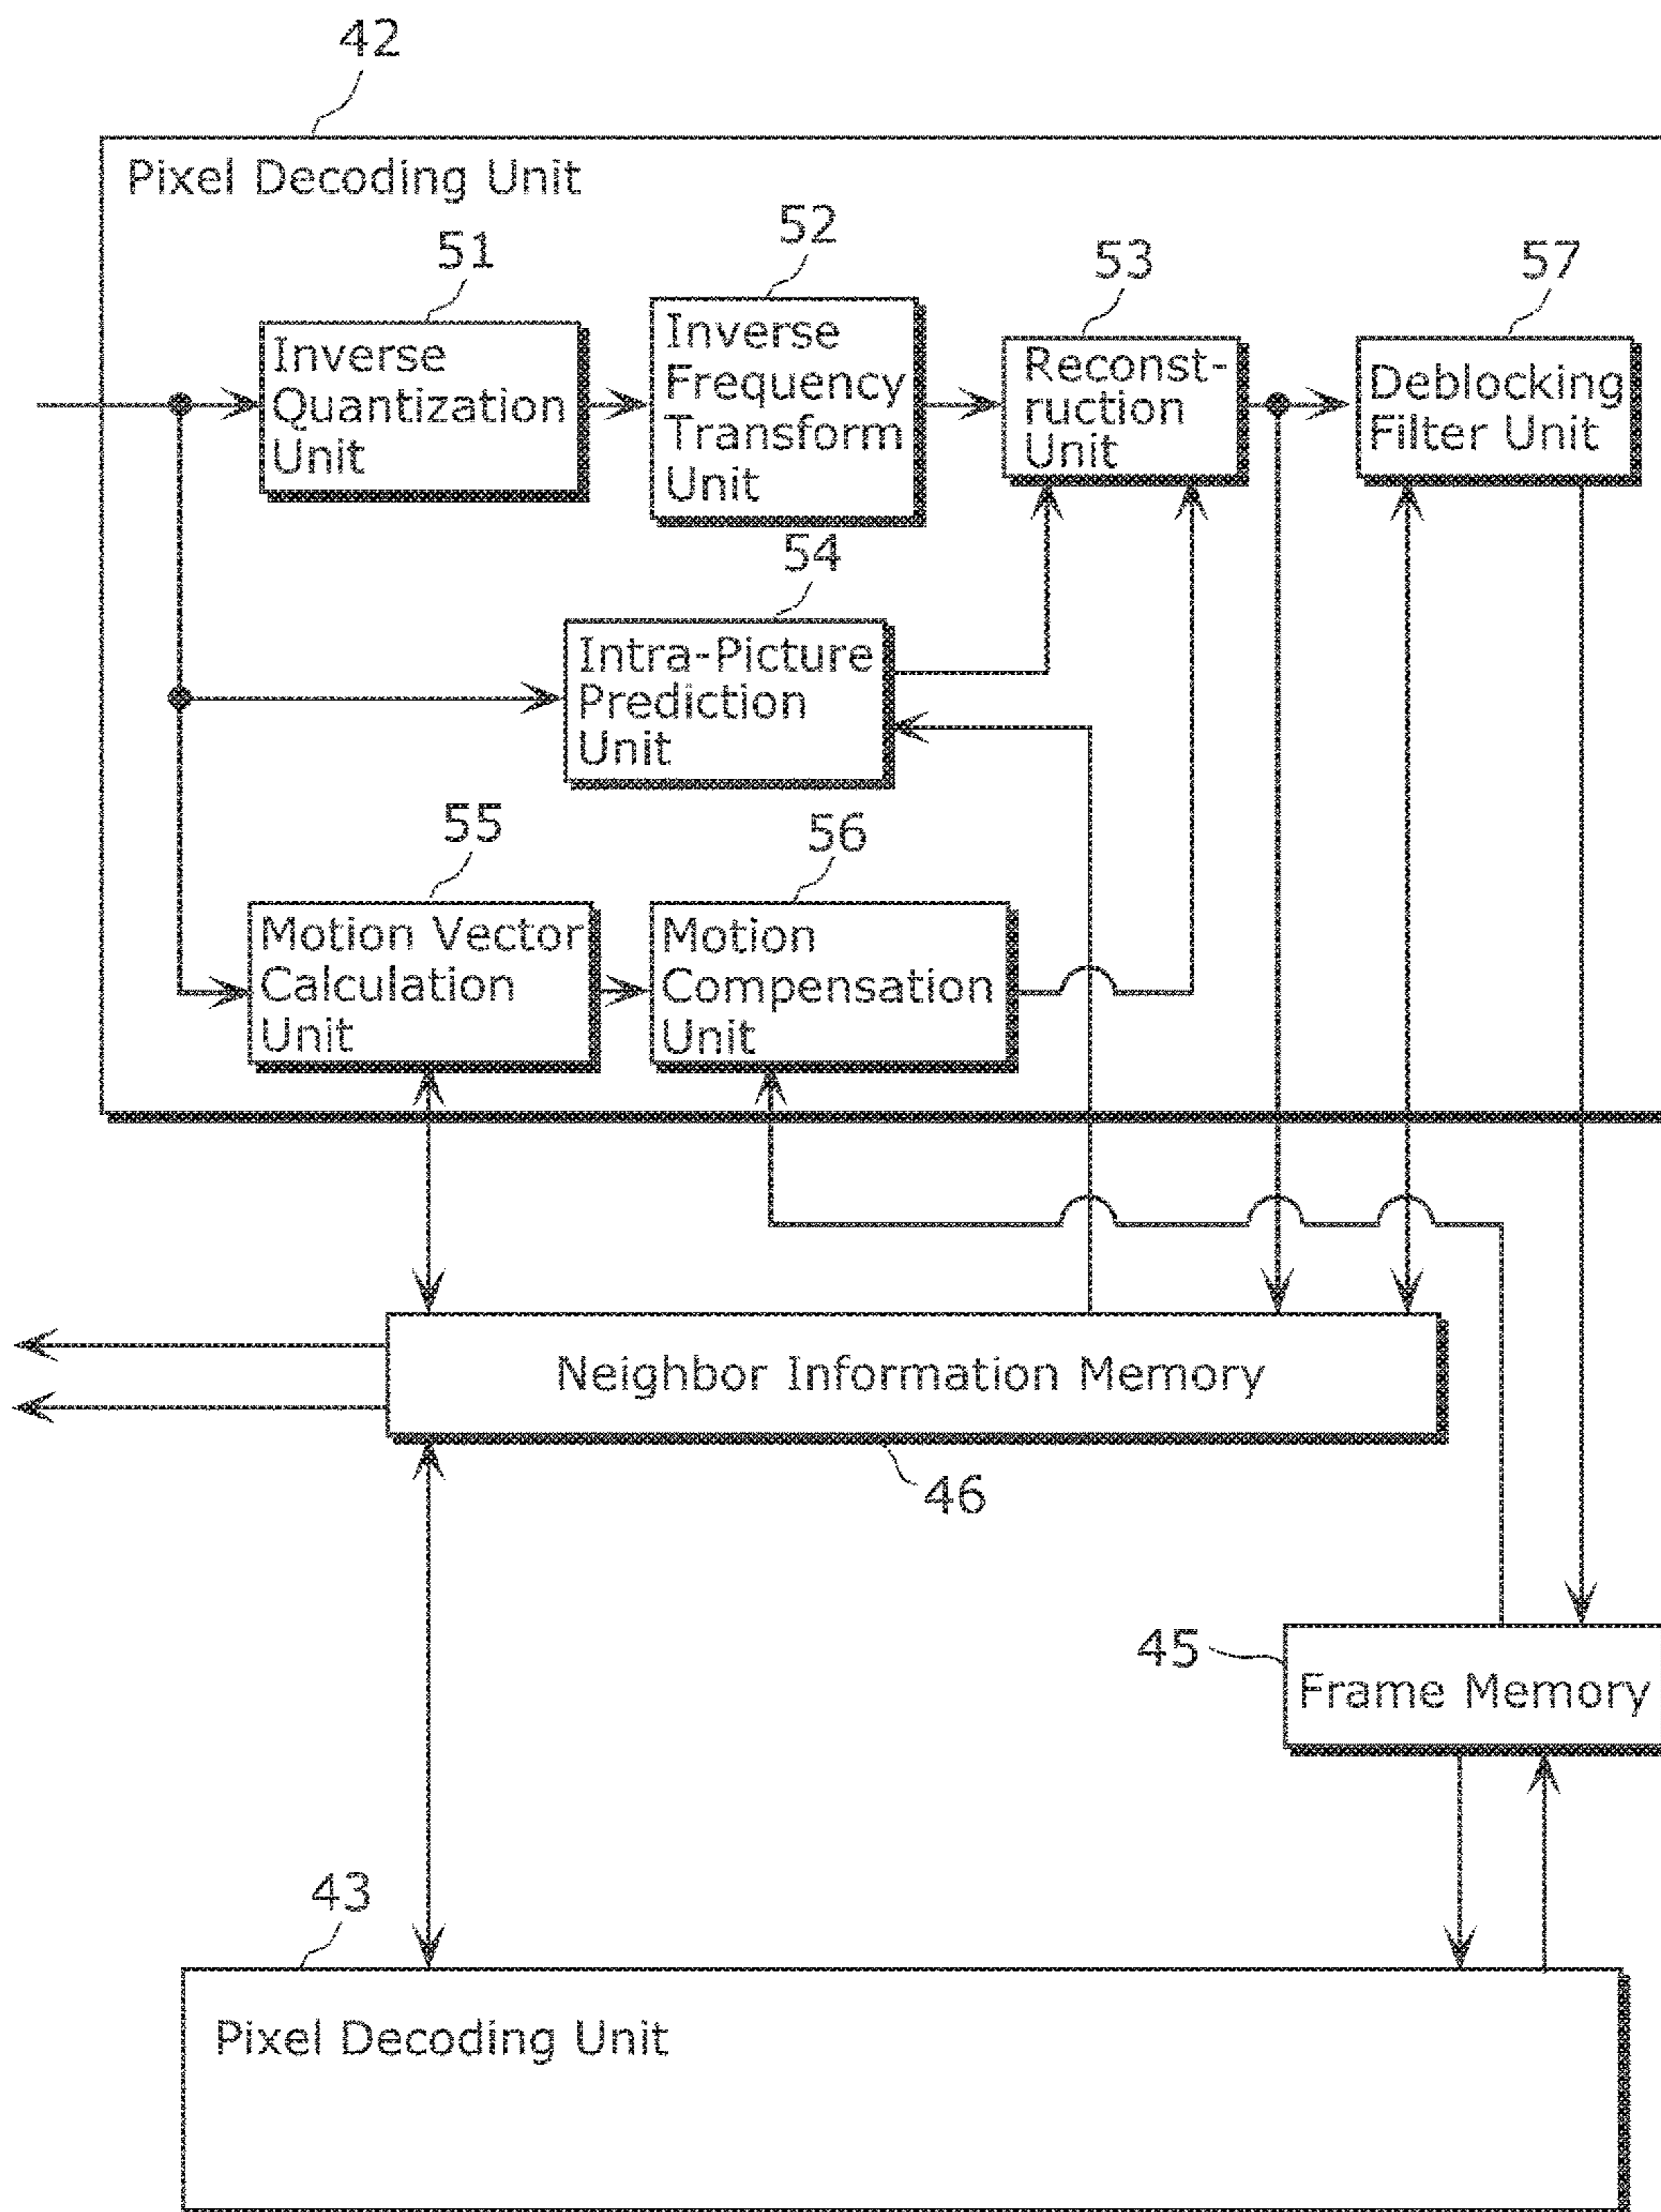 42
Pixel Decoding Unit
51
52
53
57
Inverse
Quantization
Unit
Inverse
Frequency
Transform
Unit
Reconst-
ruction
Unit
Deblocking
Filter Unit
54
Intra-Picture
Prediction
Unit
55
56
Motion Vector
Calculation
Unit
Motion
Compensation
Unit
Neighbor Information Memory
46
45
Frame Memory
43
Pixel Decoding Unit